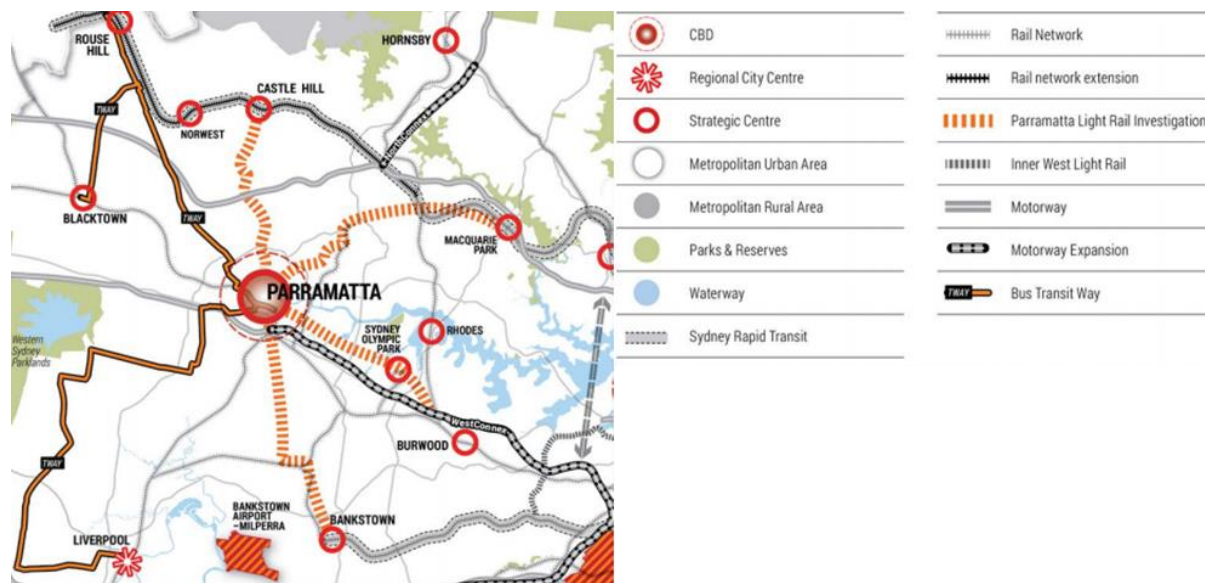 ROUSE
HILL
HORNSBY
CASTLE HILL
NORWEST
TWAY
NorthConnex
BLACKTOWN
TWAY
MACQUARIE
PARK
PARRAMATTA
SYDNEY
OLYMPIC
PARK
RHODES
Western
Sydney
Parklands
WestConnex
BURWOOD
TWAY
BANKSTOWN
AIRPORT
–MILPERRA
BANKSTOWN
LIVERPOOL
CBD
Regional City Centre
Strategic Centre
Metropolitan Urban Area
Metropolitan Rural Area
Parks & Reserves
Waterway
Sydney Rapid Transit
Rail Network
Rail network extension
Parramatta Light Rail Investigation
Inner West Light Rail
Motorway
Motorway Expansion
TWAY Bus Transit Way